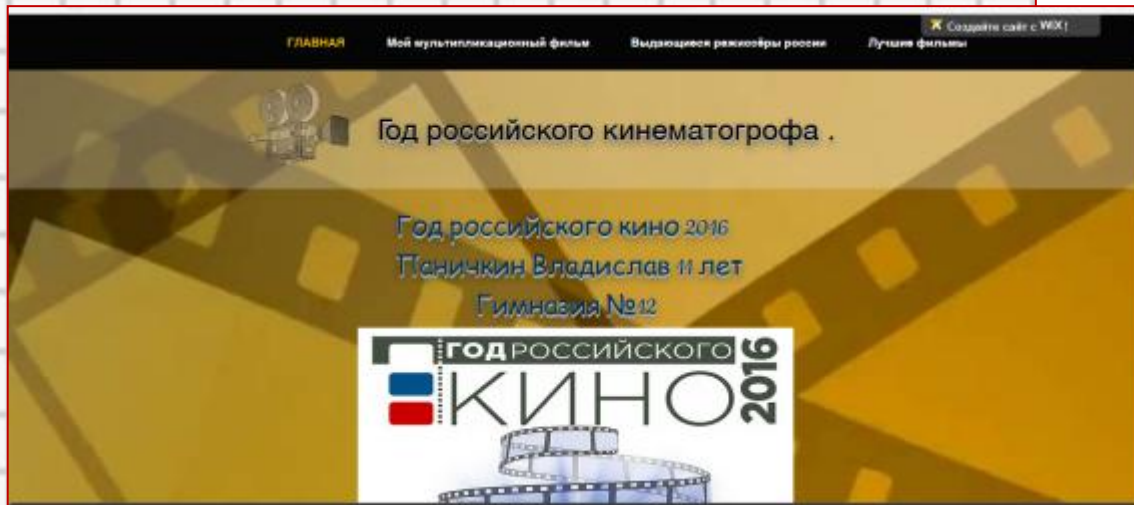 Создайте сайт с WIX!
ГЛАВНАЯ Мой мультипликационный фильм Выдающиеся режиссёры россии Лучшие фильмы
Год российского кинематогрофа .
Год российского кино 2016
Паничкин Владислав 11 лет
Гимназия №12
ГОД РОССИЙСКОГО
КИНО 2016